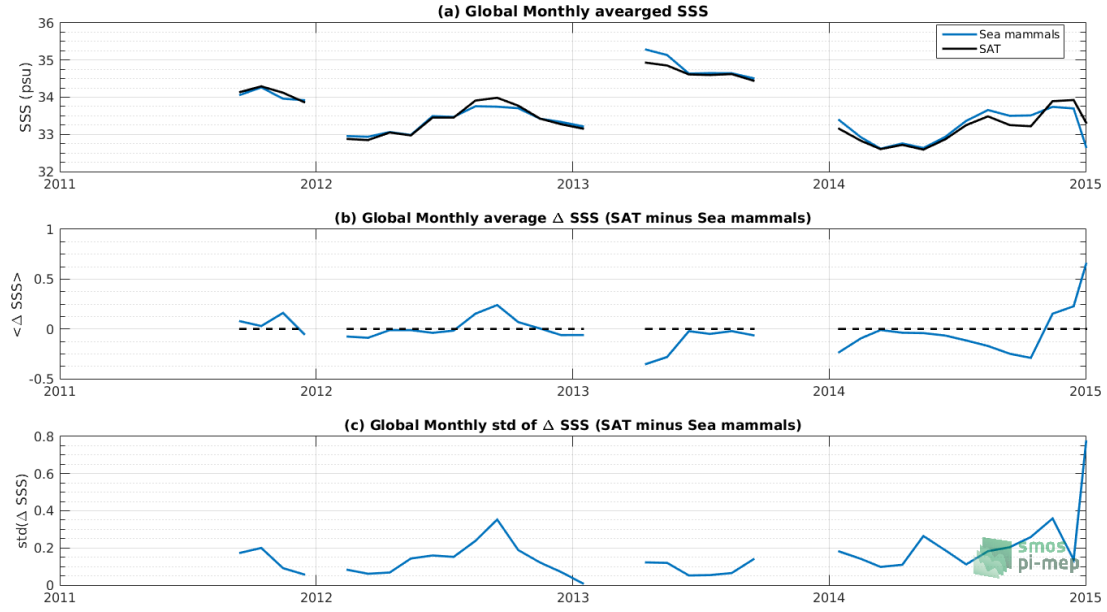 (a) Global Monthly avearged SSS
36
35
34
33
32
SSS (psu)
Sea mammals
SAT
2011 2012 2013 2014 2015
(b) Global Monthly average Δ SSS (SAT minus Sea mammals)
1
0.5
0
-0.5
<Δ SSS>
2011 2012 2013 2014 2015
(c) Global Monthly std of Δ SSS (SAT minus Sea mammals)
0.8
0.6
0.4
0.2
0
std(Δ SSS)
smos
pi-mep
2011 2012 2013 2014 2015